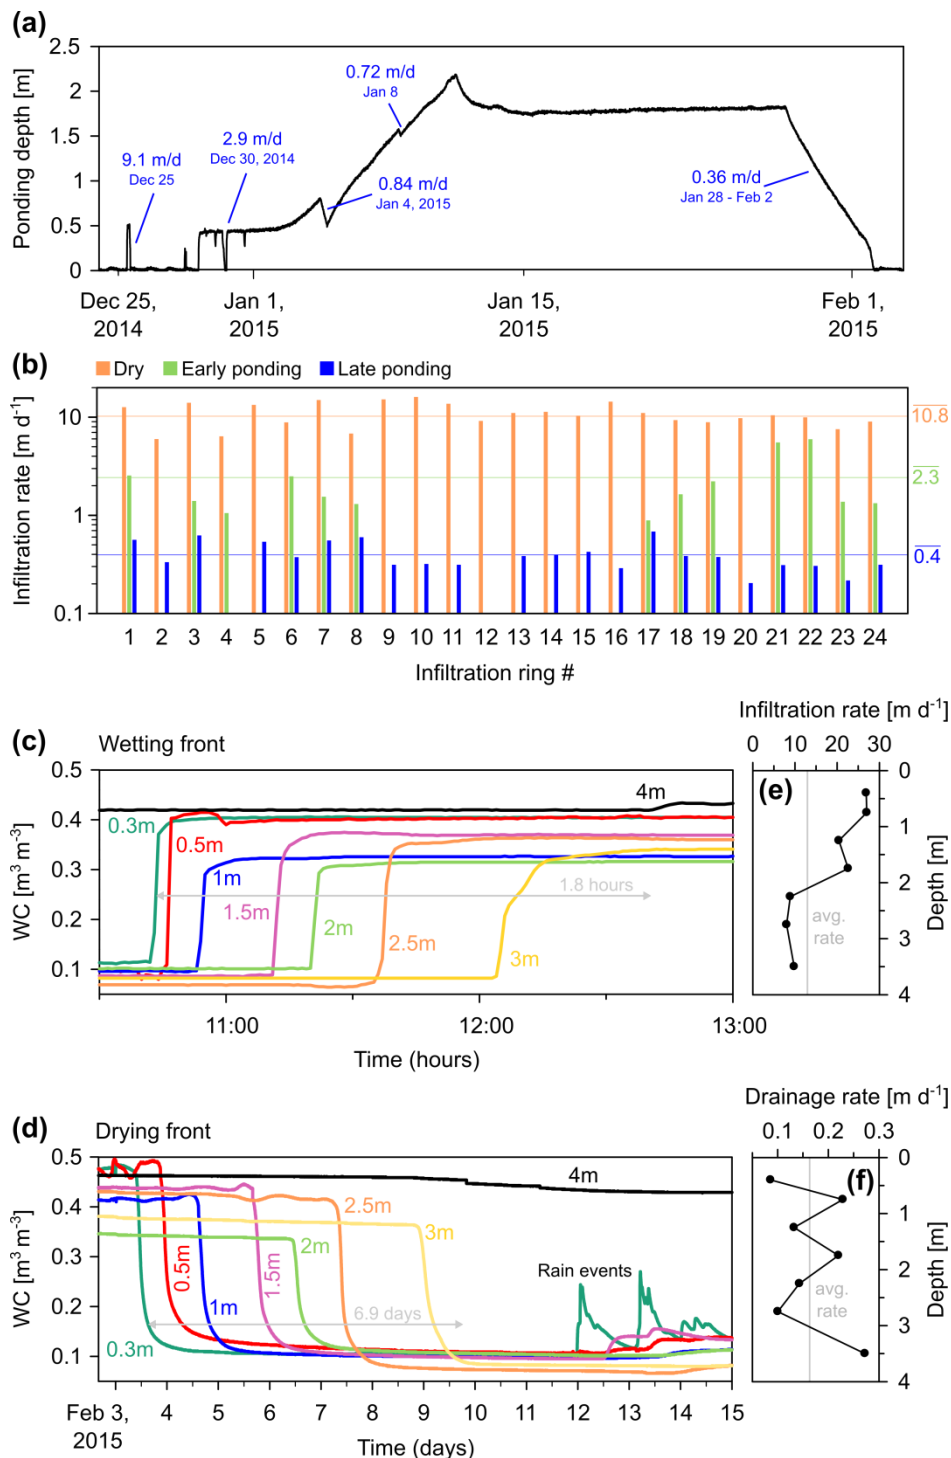 (a)
2.5
2
1.5
1
0.5
0
Ponding depth [m]
9.1 m/d
Dec 25
2.9 m/d
Dec 30, 2014
0.72 m/d
Jan 8
0.84 m/d
Jan 4, 2015
0.36 m/d
Jan 28 - Feb 2
Dec 25,
2014
Jan 1,
2015
Jan 15,
2015
Feb 1,
2015
(b)
Dry
Early ponding
Late ponding
10
1
0.1
Infiltration rate [m d-1]
10.8
2.3
0.4
1 2 3 4 5 6 7 8 9 10 11 12 13 14 15 16 17 18 19 20 21 22 23 24
Infiltration ring #
(c)
Wetting front
0.5
0.4
0.3
0.2
0.1
WC [m3 m-3]
4m
0.3m
0.5m
1m
1.5m
2m
2.5m
3m
1.8 hours
11:00 12:00 13:00
Time (hours)
Infiltration rate [m d-1]
0 10 20 30
(e)
avg.
rate
0
1
2
3
4
Depth [m]
(d)
Drying front
0.5
0.4
0.3
0.2
0.1
WC [m3 m-3]
4m
2.5m
3m
2m
1.5m
0.5m
1m
0.3m
6.9 days
Rain events
Feb 3,
2015
4 5 6 7 8 9 10 11 12 13 14 15
Time (days)
Drainage rate [m d-1]
0.1 0.2 0.3
(f)
avg.
rate
0
1
2
3
4
Depth [m]